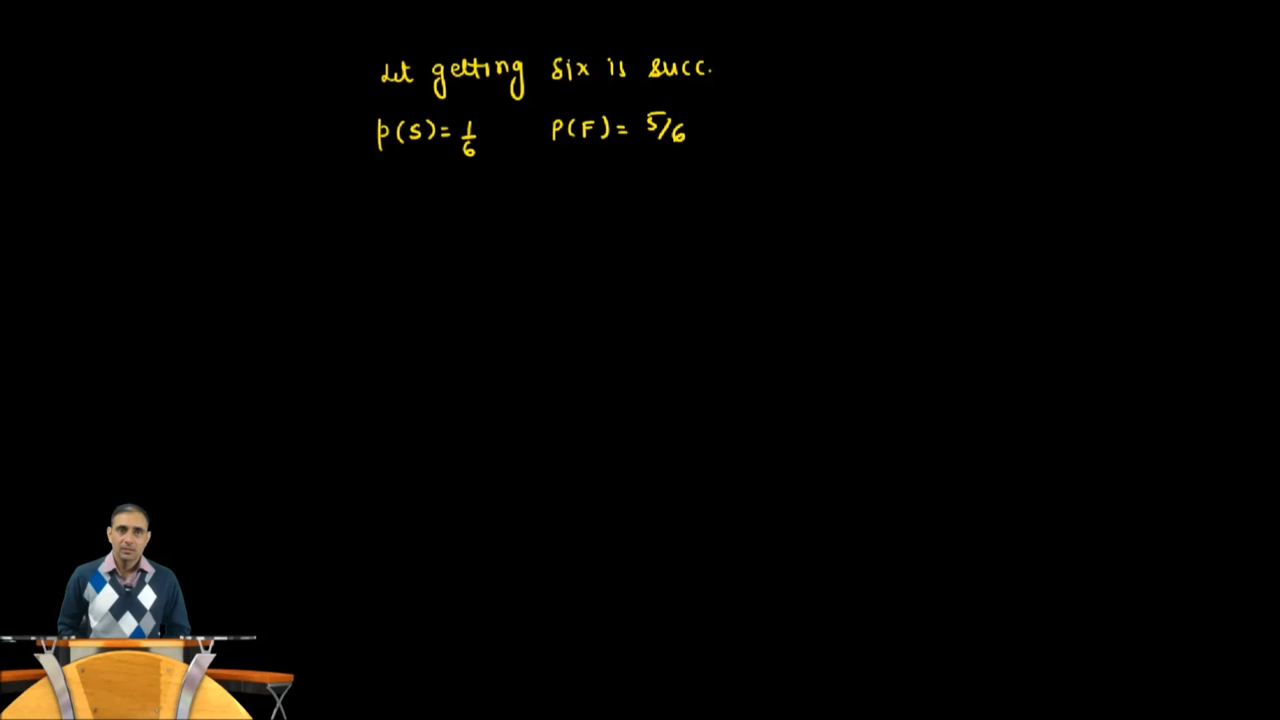 Let getting six is succ.
P(S) = 1/6 P(F) = 5/6